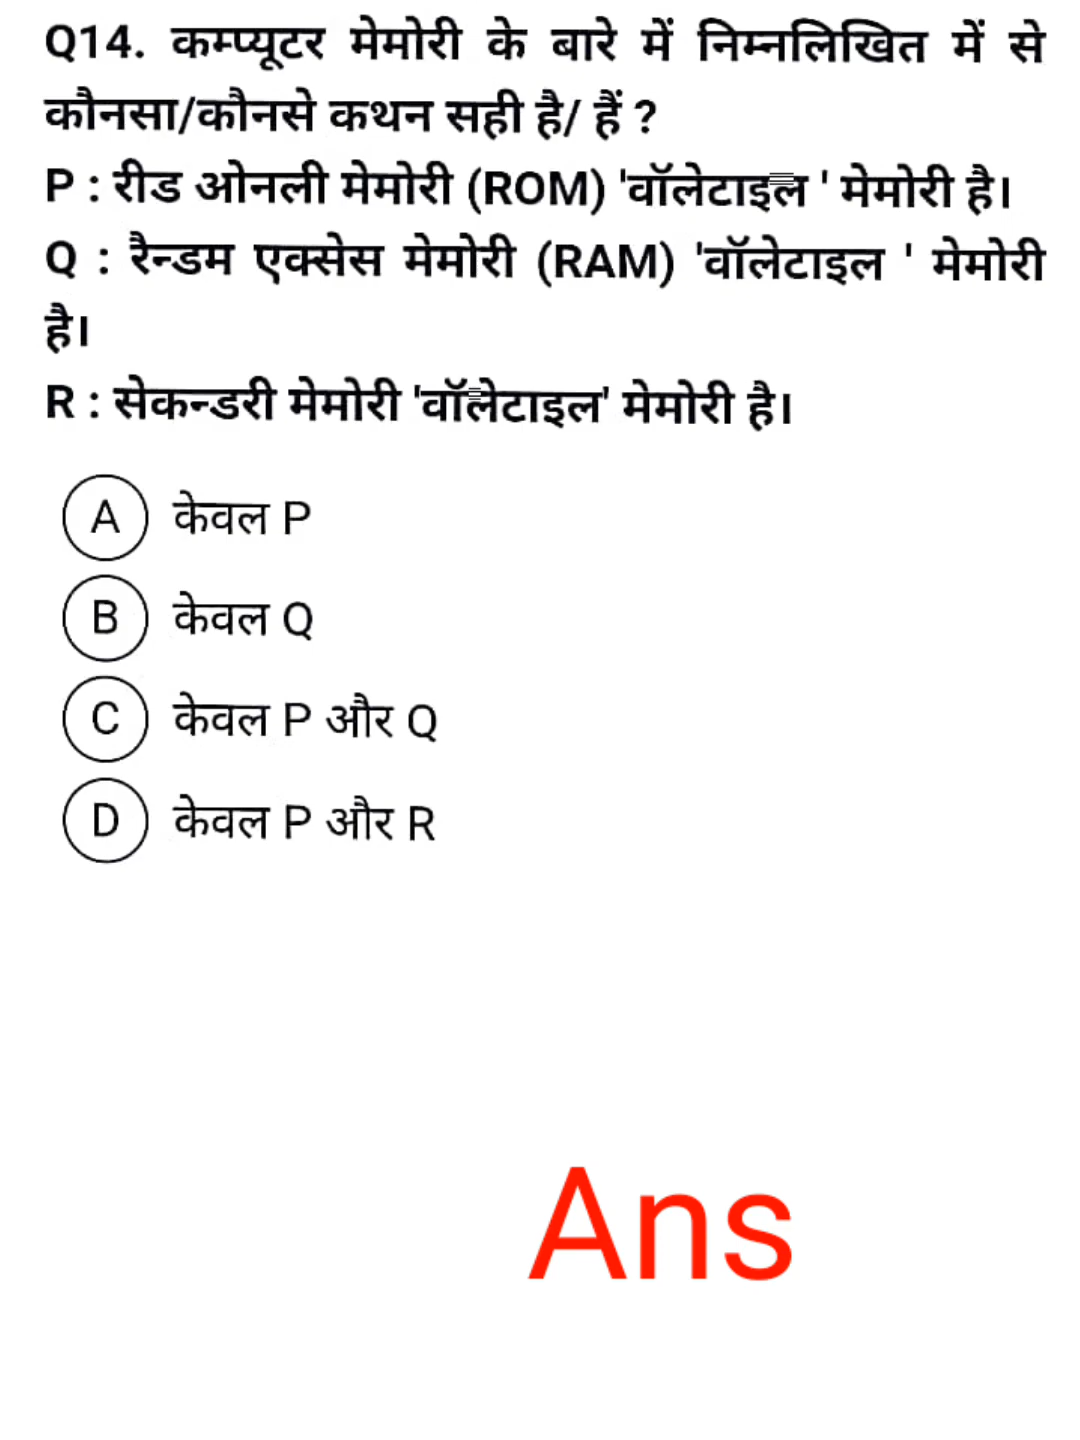 Q14. कम्प्यूटर मेमोरी के बारे में निम्नलिखित में से
कौनसा/कौनसे कथन सही है/ हैं ?
P : रीड ओनली मेमोरी (ROM) 'वॉलेटाइल ' मेमोरी है।
Q : रैन्डम एक्सेस मेमोरी (RAM) 'वॉलेटाइल ' मेमोरी
है।
R : सेकन्डरी मेमोरी 'वॉलेटाइल' मेमोरी है।
A केवल P
B केवल Q
C केवल P और Q
D केवल P और R
Ans